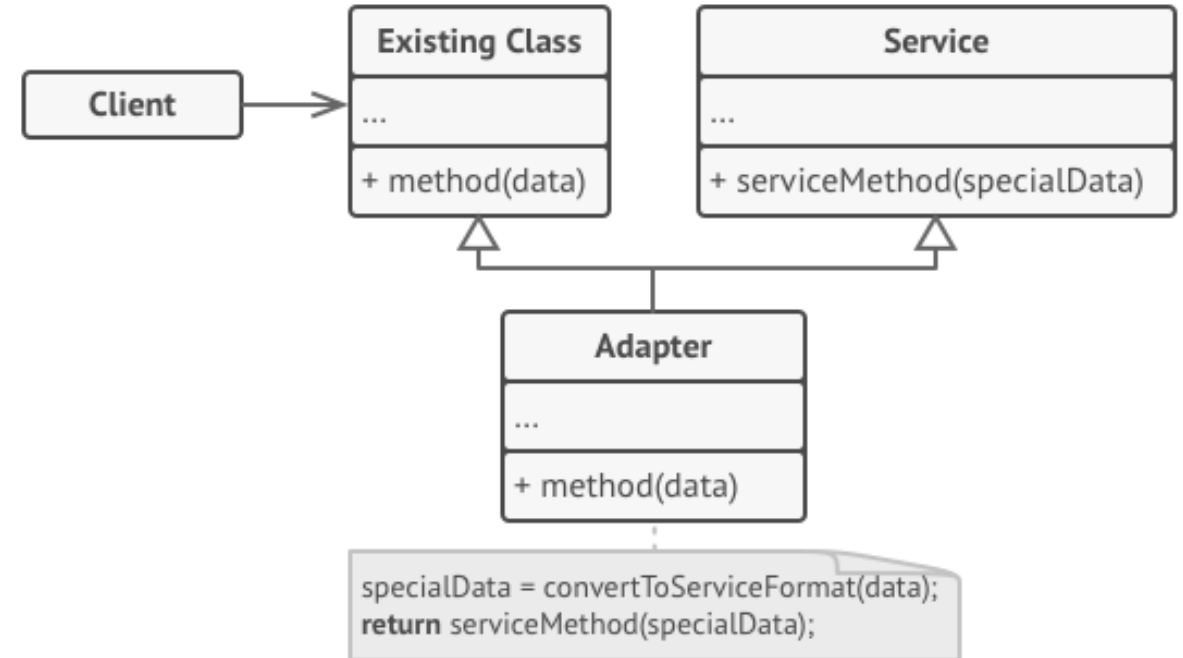 Existing Class
Service
Client
...
...
+ method(data)
+ serviceMethod(specialData)
Adapter
...
+ method(data)
specialData = convertToServiceFormat(data);
return serviceMethod(specialData);